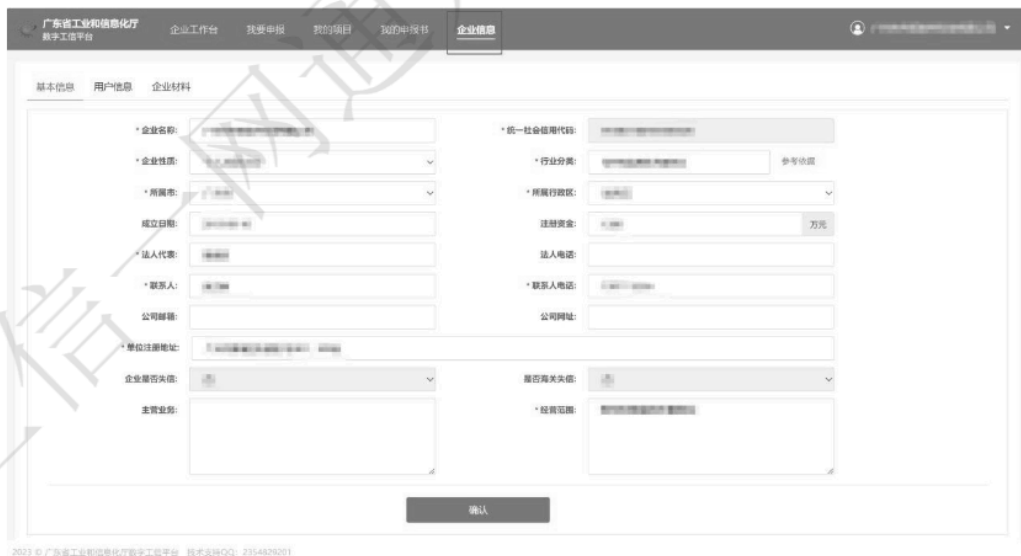 广东省工业和信息化厅
数字工信平台
企业工作台 我要申报 我的项目 我的申报书 企业信息
基本信息 用户信息 企业材料
* 企业名称: * 统一社会信用代码:
* 企业性质: * 行业分类: 参考依据
* 所属市: * 所属行政区:
成立日期: 注册资金: 万元
* 法人代表: 法人电话:
* 联系人: * 联系人电话:
公司邮箱: 公司网址:
* 单位注册地址:
企业是否失信: 是否海关失信:
主营业务: * 经营范围:
确认
2023 © 广东省工业和信息化厅数字工信平台 技术支持QQ: 2354829201
信一网通